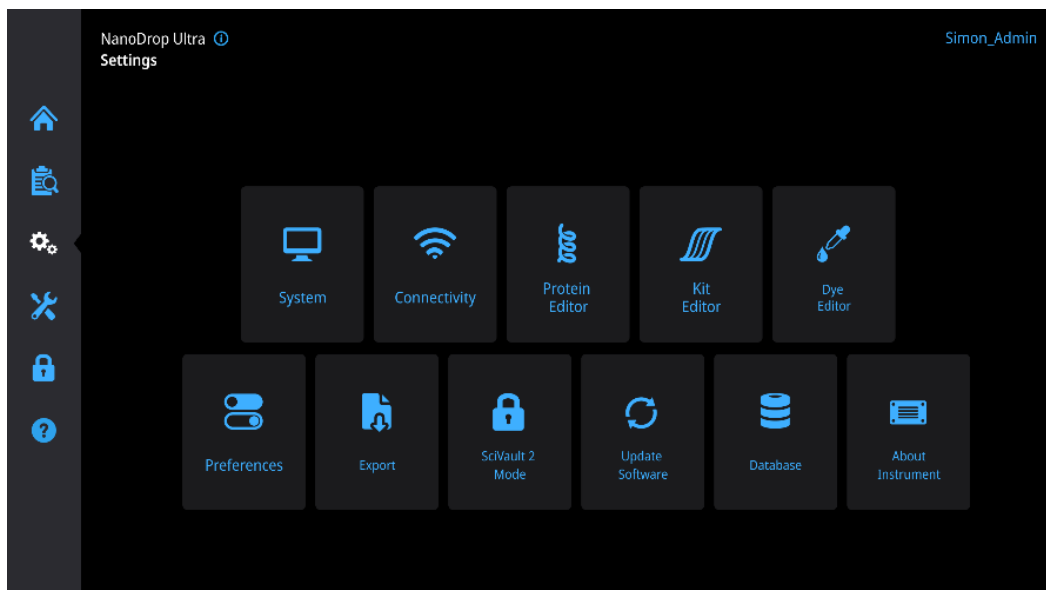 NanoDrop Ultra
Simon_Admin
Settings
System
Connectivity
Protein
Editor
Kit
Editor
Dye
Editor
Preferences
Export
SciVault 2
Mode
Update
Software
Database
About
Instrument